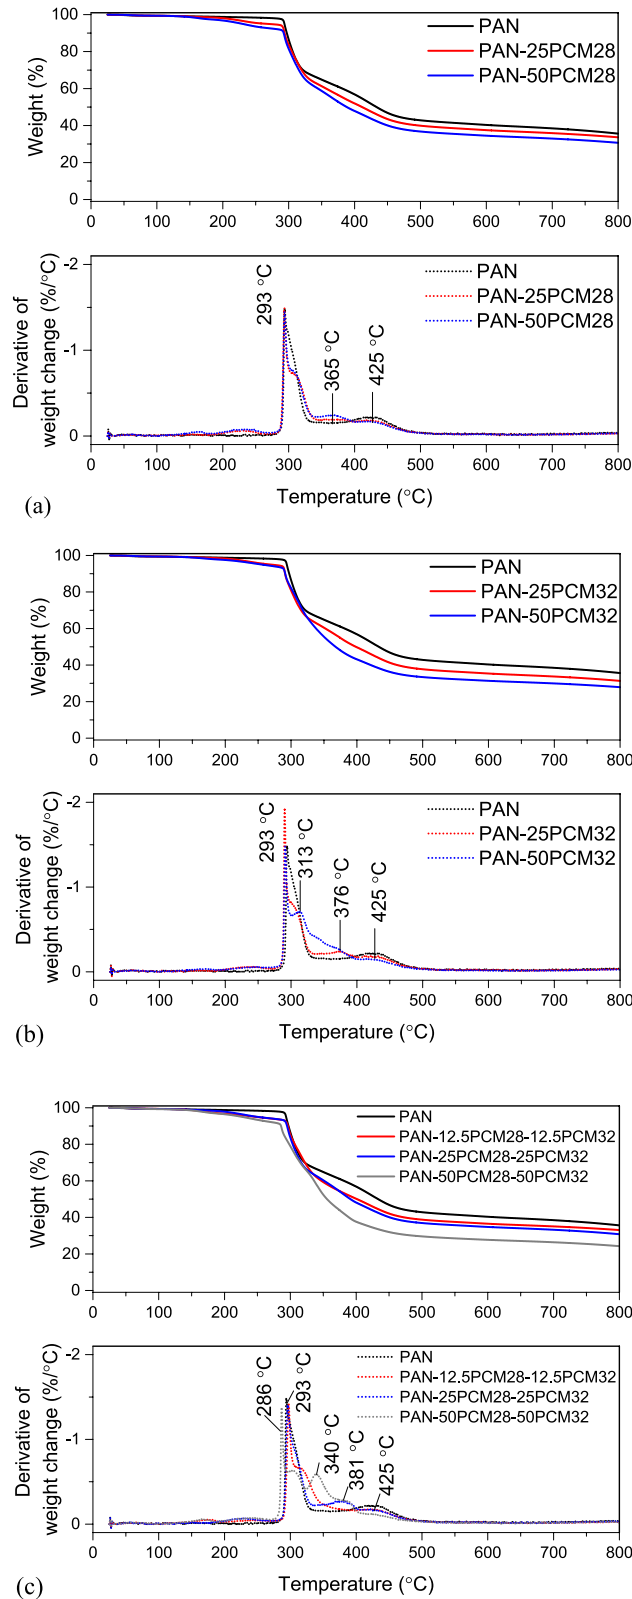 100
80
60
40
20
0
Weight (%)
PAN
PAN-25PCM28
PAN-50PCM28
0 100 200 300 400 500 600 700 800
-2
-1
0
Derivative of
weight change (%/°C)
293 °C
365 °C
425 °C
PAN
PAN-25PCM28
PAN-50PCM28
0 100 200 300 400 500 600 700 800
Temperature (°C)
(a)
100
80
60
40
20
0
Weight (%)
PAN
PAN-25PCM32
PAN-50PCM32
0 100 200 300 400 500 600 700 800
-2
-1
0
Derivative of
weight change (%/°C)
293 °C
313 °C
376 °C
425 °C
PAN
PAN-25PCM32
PAN-50PCM32
0 100 200 300 400 500 600 700 800
Temperature (°C)
(b)
100
80
60
40
20
0
Weight (%)
PAN
PAN-12.5PCM28-12.5PCM32
PAN-25PCM28-25PCM32
PAN-50PCM28-50PCM32
0 100 200 300 400 500 600 700 800
-2
-1
0
Derivative of
weight change (%/°C)
286 °C
293 °C
340 °C
381 °C
425 °C
PAN
PAN-12.5PCM28-12.5PCM32
PAN-25PCM28-25PCM32
PAN-50PCM28-50PCM32
0 100 200 300 400 500 600 700 800
Temperature (°C)
(c)